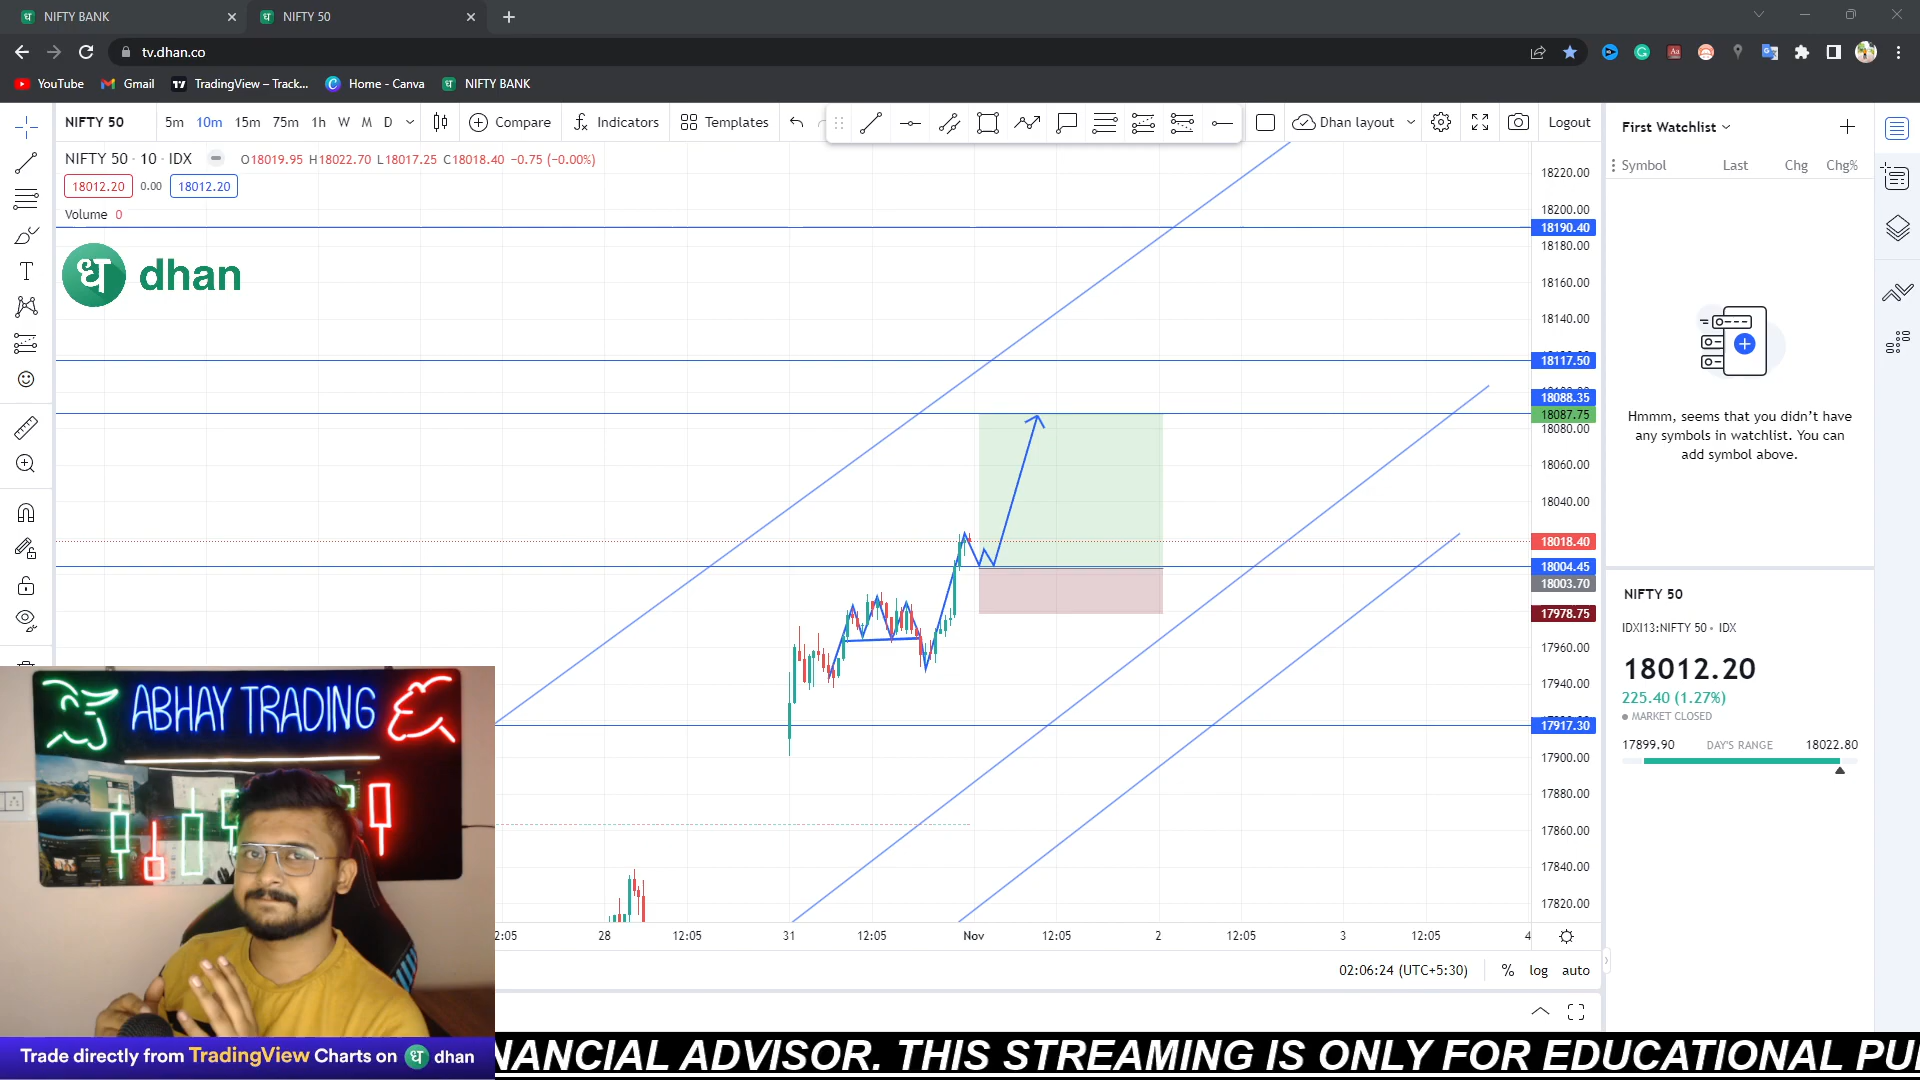 NIFTY BANK
NIFTY 50
tv.dhan.co
YouTube
Gmail
TradingView – Track...
Home - Canva
NIFTY BANK
NIFTY 50
5m 10m 15m 75m 1h W M D
Compare
Indicators
Templates
Dhan layout
Logout
NIFTY 50 · 10 · IDX
O18019.95 H18022.70 L17017.25 C18018.40 −0.75 (−0.00%)
18012.20 0.00 18012.20
Volume 0
ध dhan
18220.00
18200.00
18190.40
18180.00
18160.00
18140.00
18117.50
18088.35
18087.75
18080.00
18060.00
18040.00
18018.40
18004.45
18003.70
17978.75
17960.00
17940.00
17917.30
17900.00
17880.00
17860.00
17840.00
17820.00
2:05 28 12:05 31 12:05 Nov 12:05 2 12:05 3 12:05 4
02:06:24 (UTC+5:30) % log auto
First Watchlist
Symbol Last Chg Chg%
Hmmm, seems that you didn’t have
any symbols in watchlist. You can
add symbol above.
NIFTY 50
IDXI13:NIFTY 50 • IDX
18012.20
225.40 (1.27%)
MARKET CLOSED
17899.90 DAY'S RANGE 18022.80
ABHAY TRADING
Trade directly from TradingView Charts on ध dhan
NANCIAL ADVISOR. THIS STREAMING IS ONLY FOR EDUCATIONAL PU